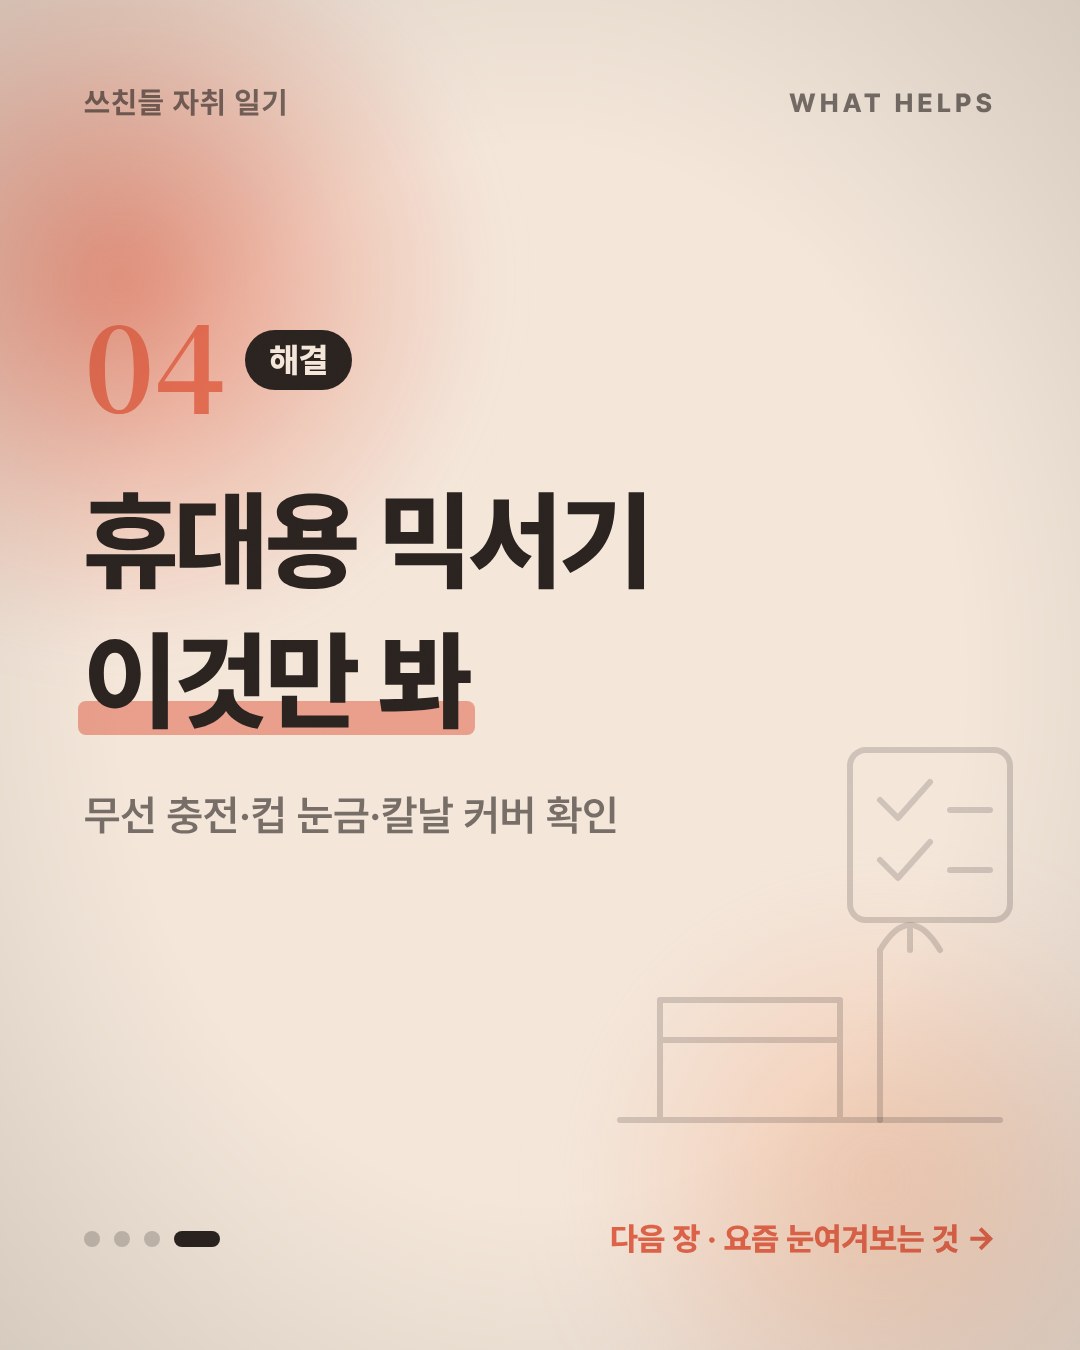 쓰친들 자취 일기
WHAT HELPS
04 해결
휴대용 믹서기
이것만 봐
무선 충전·컵 눈금·칼날 커버 확인
다음 장 · 요즘 눈여겨보는 것 →